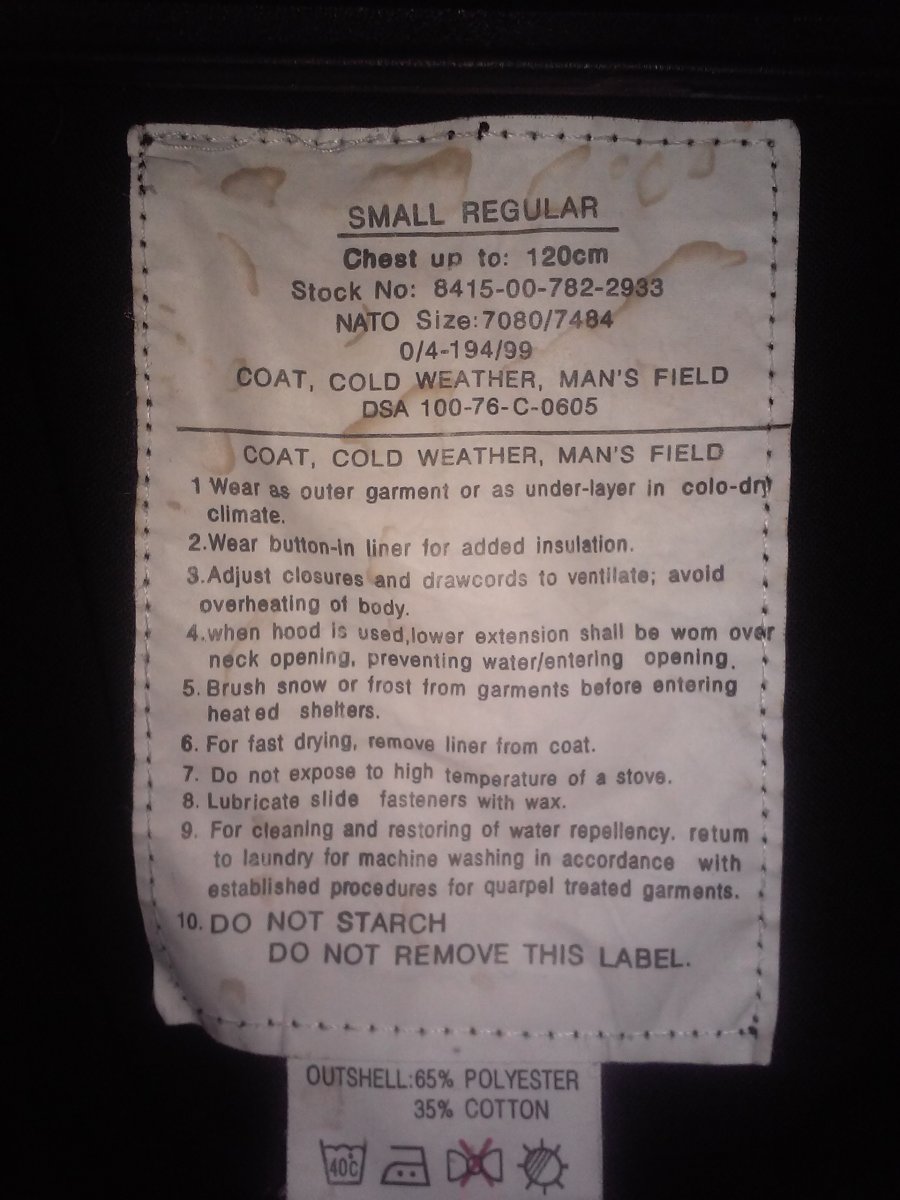 SMALL REGULAR
Chest up to: 120cm
Stock No: 8415-00-782-2933
NATO Size:7080/7484
0/4-194/99
COAT, COLD WEATHER, MAN'S FIELD
DSA 100-76-C-0605
COAT, COLD WEATHER, MAN'S FIELD
1 Wear as outer garment or as under-layer in colo-dry
climate.
2.Wear button-in liner for added insulation.
3.Adjust closures and drawcords to ventilate; avoid
overheating of body.
4.when hood is used,lower extension shall be wom over
neck opening, preventing water/entering opening.
5. Brush snow or frost from garments before entering
heated shelters.
6. For fast drying, remove liner from coat.
7. Do not expose to high temperature of a stove.
8. Lubricate slide fasteners with wax.
9. For cleaning and restoring of water repellency. retum
to laundry for machine washing in accordance with
established procedures for quarpel treated garments.
10. DO NOT STARCH
DO NOT REMOVE THIS LABEL.
OUTSHELL:65% POLYESTER
35% COTTON
40°C